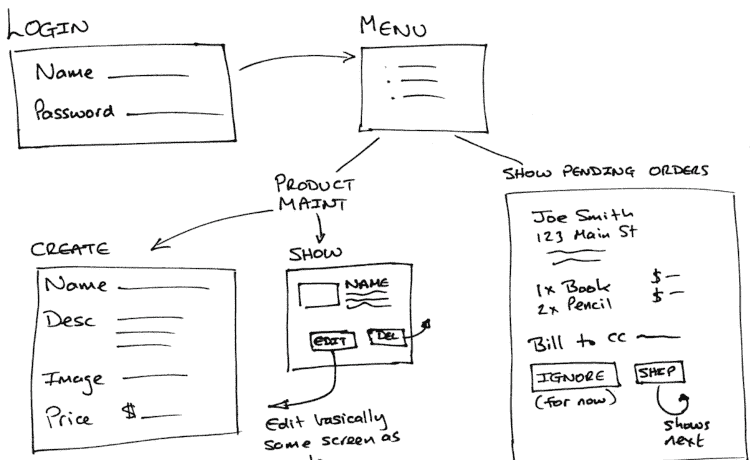 LOGIN
Name
Password
MENU
PRODUCT
MAINT
CREATE
Name
Desc
Image
Price $
SHOW
NAME
EDIT
DEL
Edit basically
same screen as
SHOW PENDING ORDERS
Joe Smith
123 Main St
1x Book $
2x Pencil $
Bill to cc
IGNORE
(for now)
SHIP
shows
next